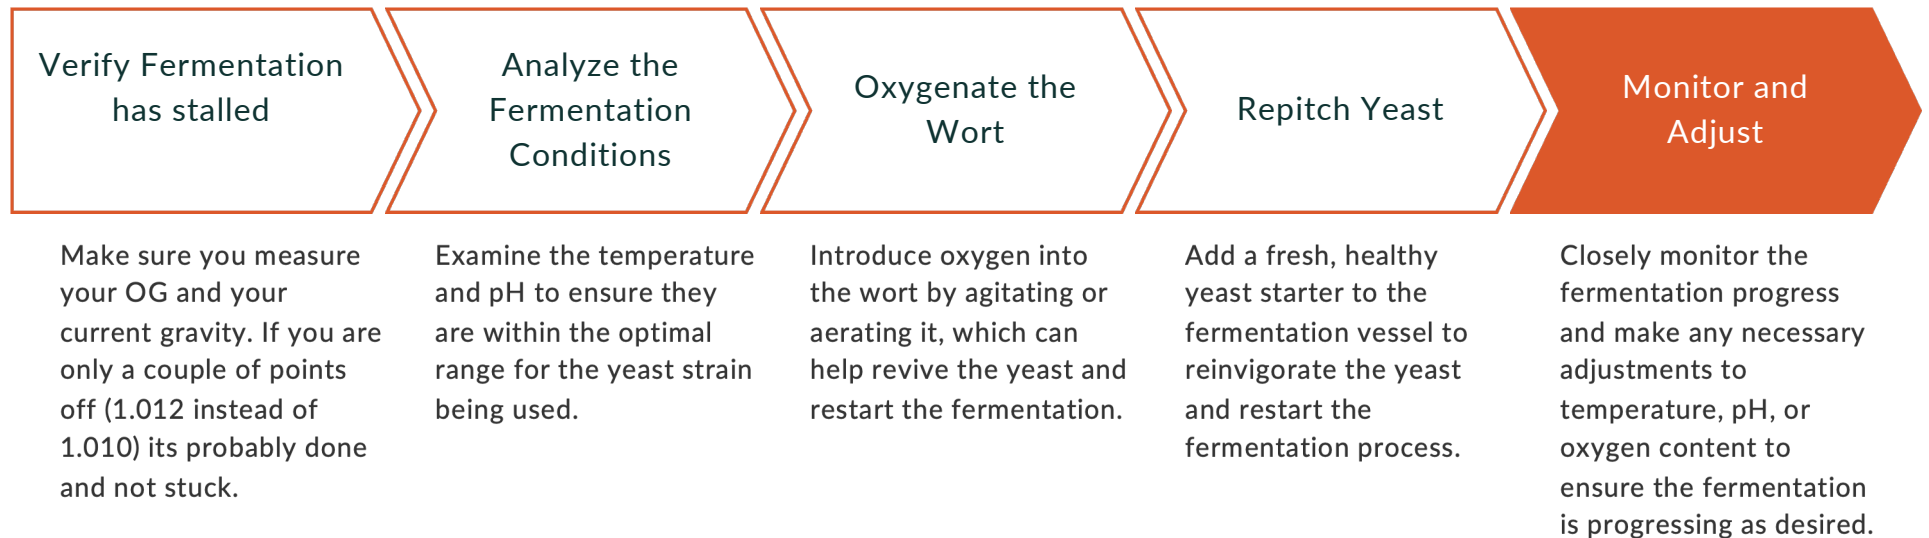 Verify Fermentation
has stalled
Analyze the
Fermentation
Conditions
Oxygenate the
Wort
Repitch Yeast
Monitor and
Adjust
Make sure you measure
your OG and your
current gravity. If you are
only a couple of points
off (1.012 instead of
1.010) its probably done
and not stuck.
Examine the temperature
and pH to ensure they
are within the optimal
range for the yeast strain
being used.
Introduce oxygen into
the wort by agitating or
aerating it, which can
help revive the yeast and
restart the fermentation.
Add a fresh, healthy
yeast starter to the
fermentation vessel to
reinvigorate the yeast
and restart the
fermentation process.
Closely monitor the
fermentation progress
and make any necessary
adjustments to
temperature, pH, or
oxygen content to
ensure the fermentation
is progressing as desired.